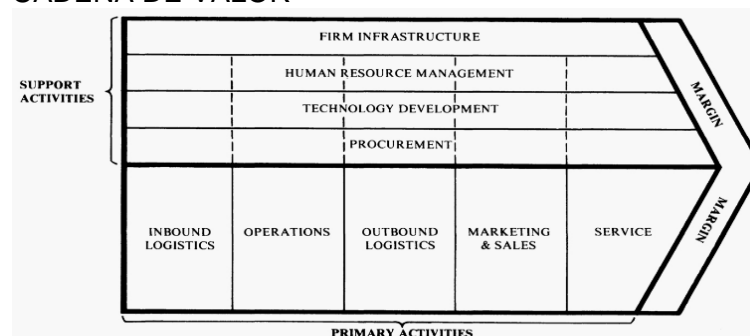 CADENA DE VALOR
FIRM INFRASTRUCTURE
SUPPORT
ACTIVITIES
HUMAN RESOURCE MANAGEMENT
TECHNOLOGY DEVELOPMENT
PROCUREMENT
MARGIN
MARGIN
INBOUND
LOGISTICS
OPERATIONS
OUTBOUND
LOGISTICS
MARKETING
& SALES
SERVICE
PRIMARY ACTIVITIES